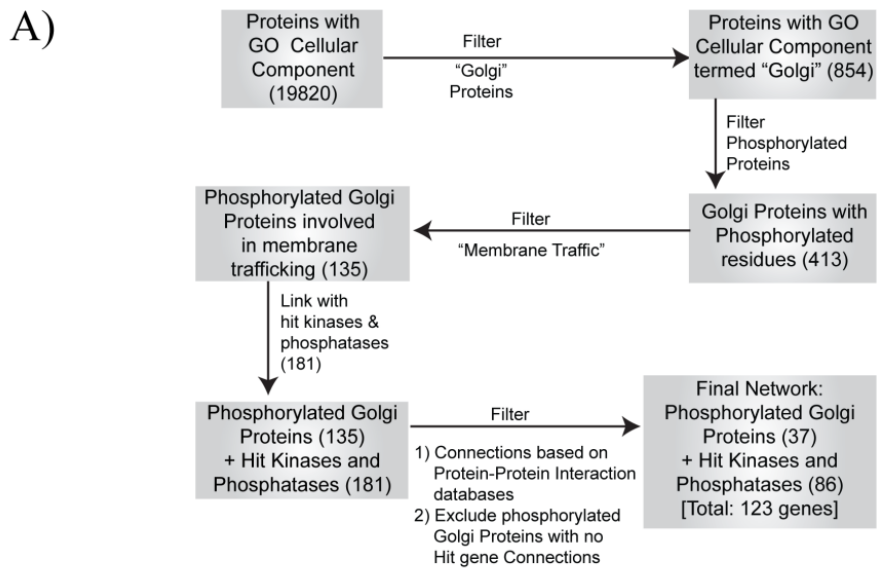 A)
Proteins with
GO Cellular
Component
(19820)
Filter
“Golgi”
Proteins
Proteins with GO
Cellular Component
termed “Golgi” (854)
Filter
Phosphorylated
Proteins
Golgi Proteins with
Phosphorylated
residues (413)
Filter
“Membrane Traffic”
Phosphorylated Golgi
Proteins involved
in membrane
trafficking (135)
Link with
hit kinases &
phosphatases
(181)
Phosphorylated Golgi
Proteins (135)
+ Hit Kinases and
Phosphatases (181)
Filter
1) Connections based on
Protein-Protein Interaction
databases
2) Exclude phosphorylated
Golgi Proteins with no
Hit gene Connections
Final Network:
Phosphorylated Golgi
Proteins (37)
+ Hit Kinases and
Phosphatases (86)
[Total: 123 genes]